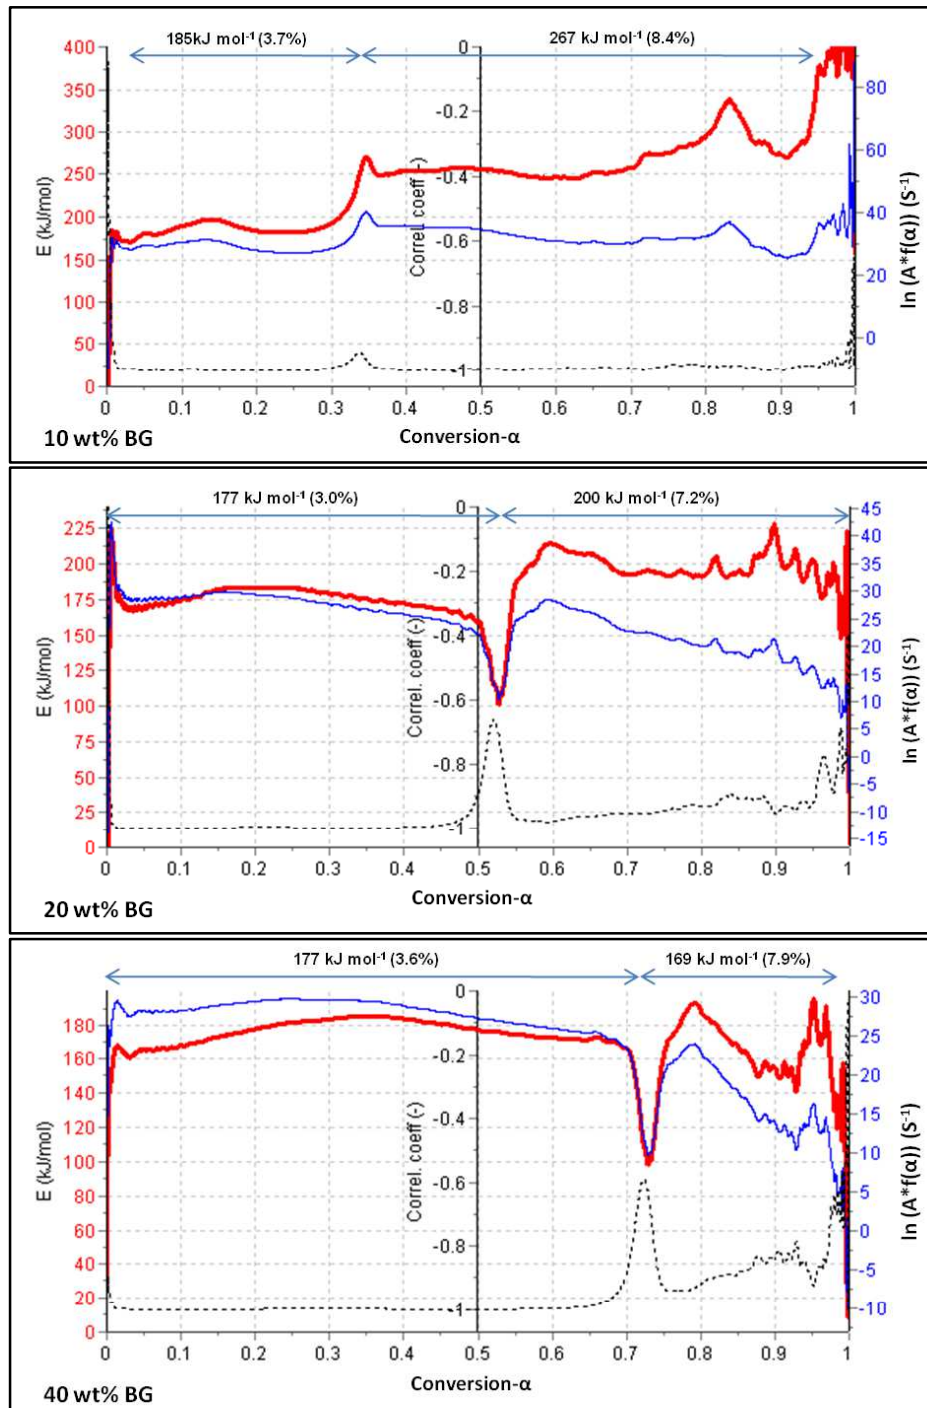 185kJ mol⁻¹ (3.7%) 267 kJ mol⁻¹ (8.4%)
400 0
350 -0.2 80
300 60
250 -0.4
200 40
150 -0.6 20
100 -0.8 0
50
0 -1
E (kJ/mol)
Correl. coeff (-)
ln (A*f(α)) (S⁻¹)
0 0.1 0.2 0.3 0.4 0.5 0.6 0.7 0.8 0.9 1
10 wt% BG Conversion-α
177 kJ mol⁻¹ (3.0%) 200 kJ mol⁻¹ (7.2%)
0 45
225 40
200 -0.2 35
175 30
150 -0.4 25
125 20
100 -0.6 15
75 10
50 -0.8 5
25 0
0 -1 -5
-10
-15
E (kJ/mol)
Correl. coeff (-)
ln (A*f(α)) (S⁻¹)
0 0.1 0.2 0.3 0.4 0.5 0.6 0.7 0.8 0.9 1
20 wt% BG Conversion-α
177 kJ mol⁻¹ (3.6%) 169 kJ mol⁻¹ (7.9%)
0 30
180 25
160 -0.2 20
140 15
120 -0.4 10
100 5
80 -0.6 0
60 -0.8 -5
40 -1 -10
20
0
E (kJ/mol)
Correl. coeff (-)
ln (A*f(α)) (S⁻¹)
0 0.1 0.2 0.3 0.4 0.5 0.6 0.7 0.8 0.9 1
40 wt% BG Conversion-α